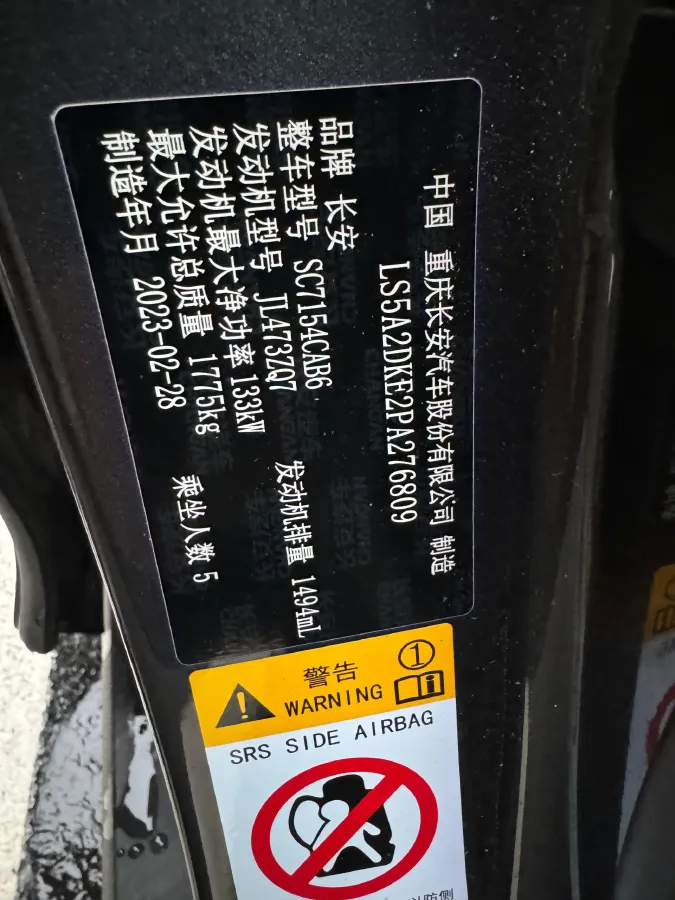 中国 重庆长安汽车股份有限公司 制造
LS5A2DKE2PA276809
品牌 长安
整车型号 SC7154CAB6
发动机型号 JL473ZQ7 发动机排量 1494mL
发动机最大净功率 133kW
最大允许总质量 1775kg 乘坐人数 5
制造年月 2023-02-28
警告 1
WARNING
SRS SIDE AIRBAG
防侧